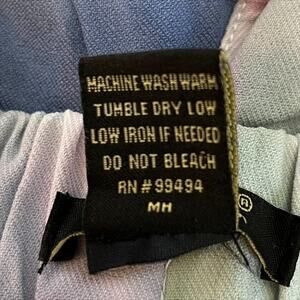 MACHINE WASH WARM
TUMBLE DRY LOW
LOW IRON IF NEEDED
DO NOT BLEACH
RN # 99494
MH
®